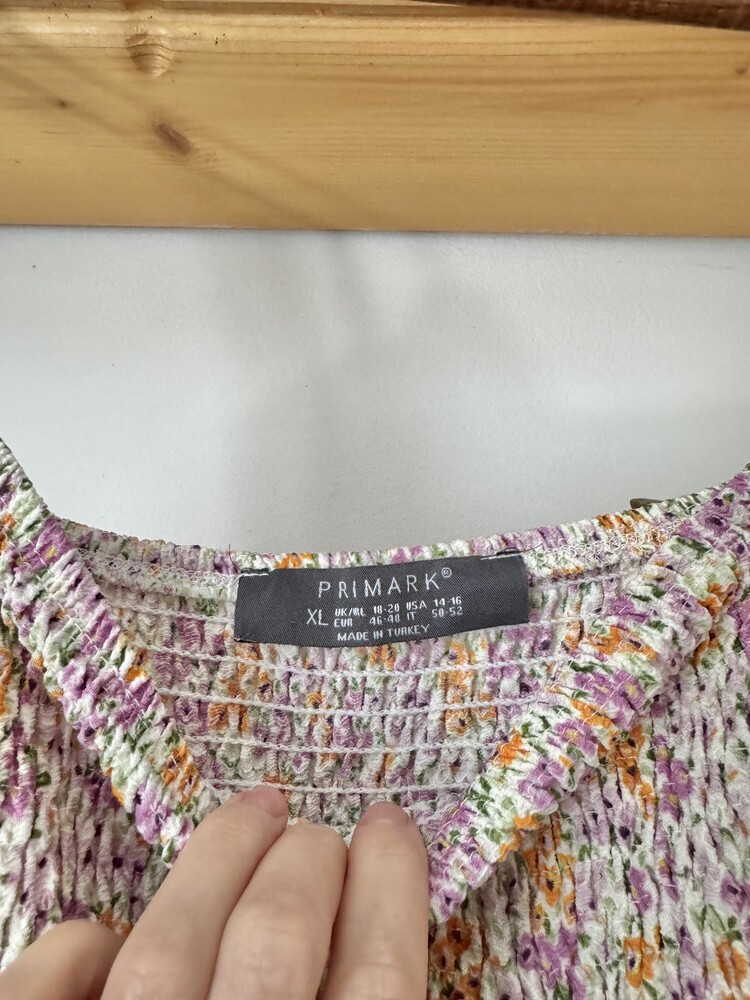 PRIMARK®
XL UK/IRL 18-20 USA 14-16
EUR 46-48 IT 50-52
MADE IN TURKEY